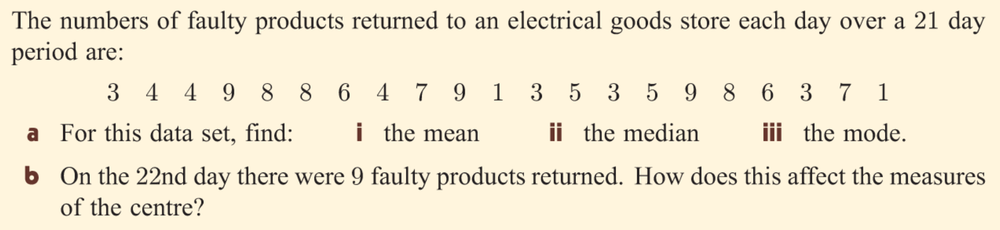 The numbers of faulty products returned to an electrical goods store each day over a 21 day
period are:
3 4 4 9 8 8 6 4 7 9 1 3 5 3 5 9 8 6 3 7 1
a For this data set, find: i the mean ii the median iii the mode.
b On the 22nd day there were 9 faulty products returned. How does this affect the measures
of the centre?